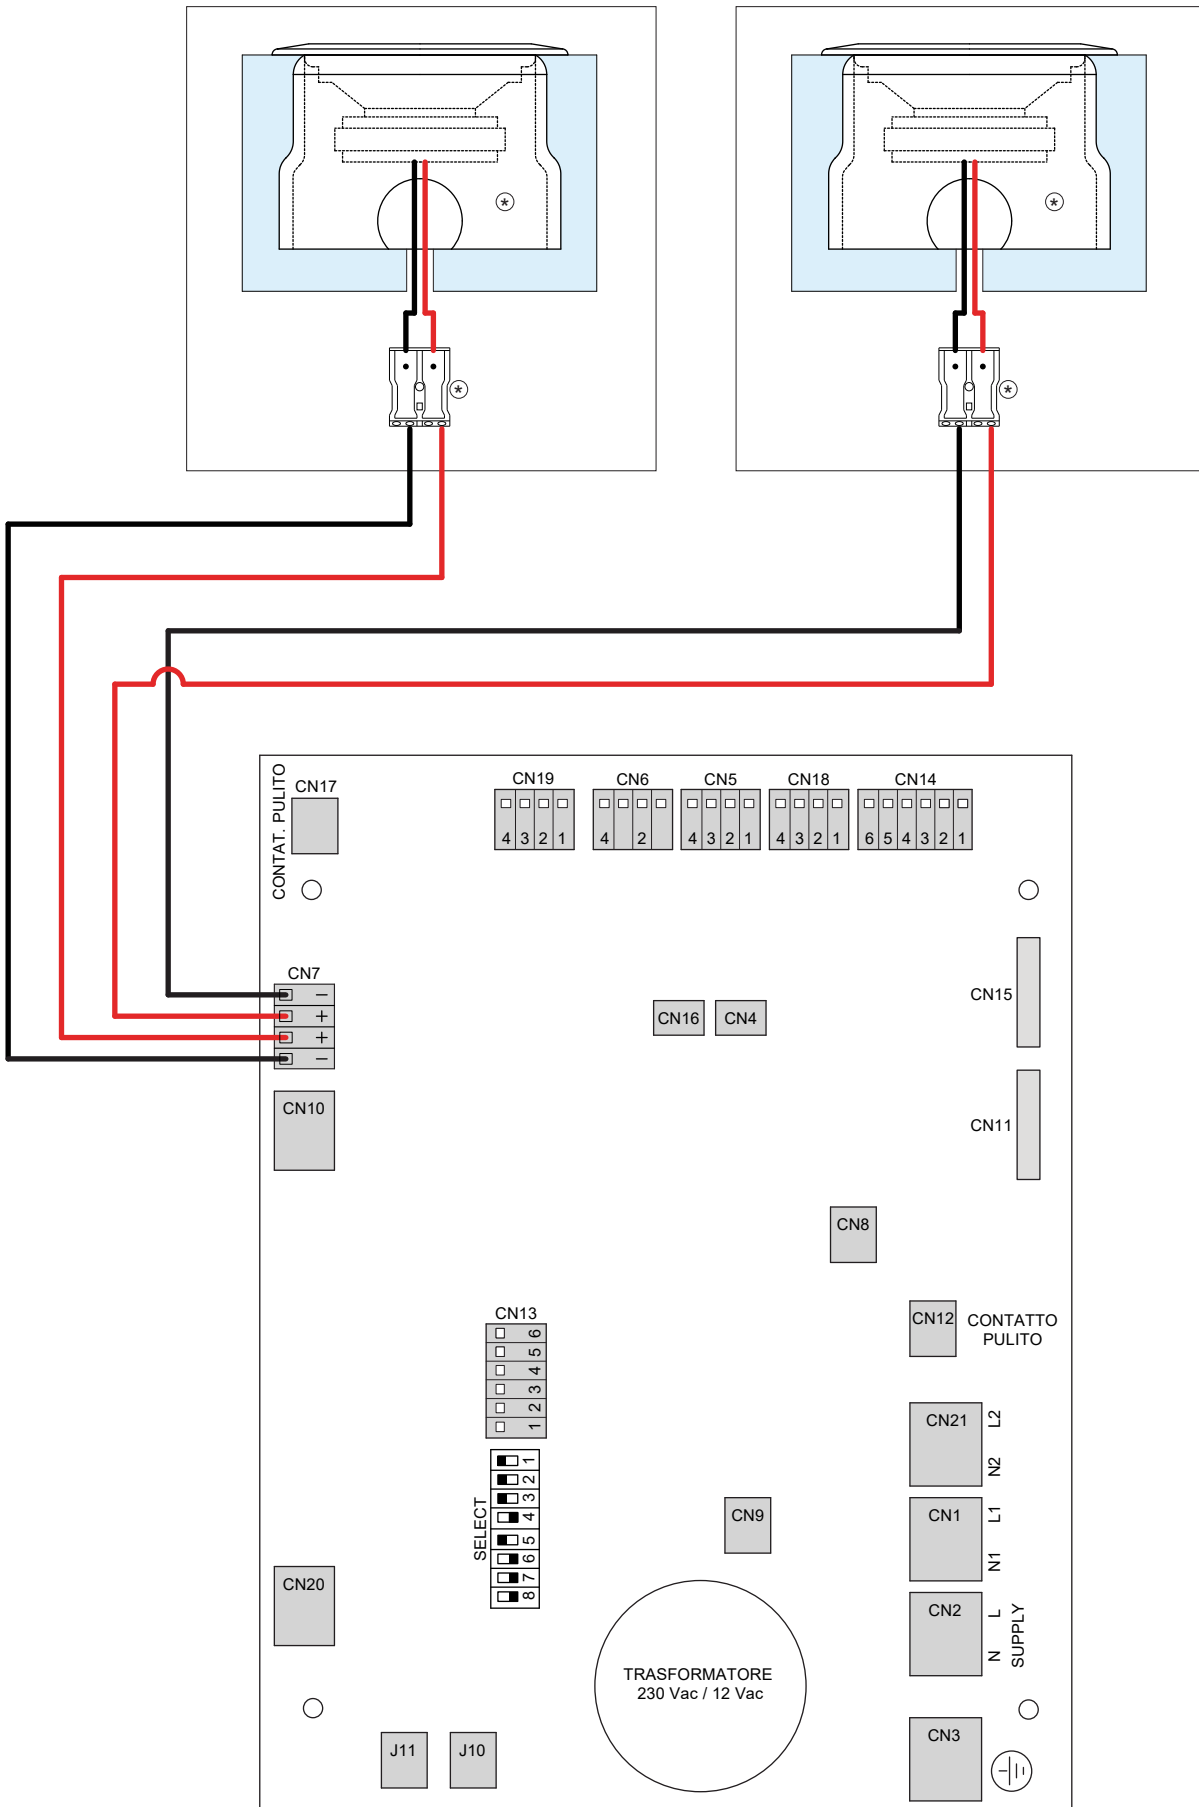 *
*
*
*
CONTAT. PULITO
CN17
CN19
4 3 2 1
CN6
4 2
CN5
4 3 2 1
CN18
4 3 2 1
CN14
6 5 4 3 2 1
CN7
−
+
+
−
CN15
CN16
CN4
CN10
CN11
CN8
CN13
6
5
4
3
2
1
CN12
CONTATTO
PULITO
SELECT
1
2
3
4
5
6
7
8
CN21
L2
N2
CN9
CN1
L1
N1
CN20
CN2
L
N
SUPPLY
TRASFORMATORE
230 Vac / 12 Vac
J11
J10
CN3